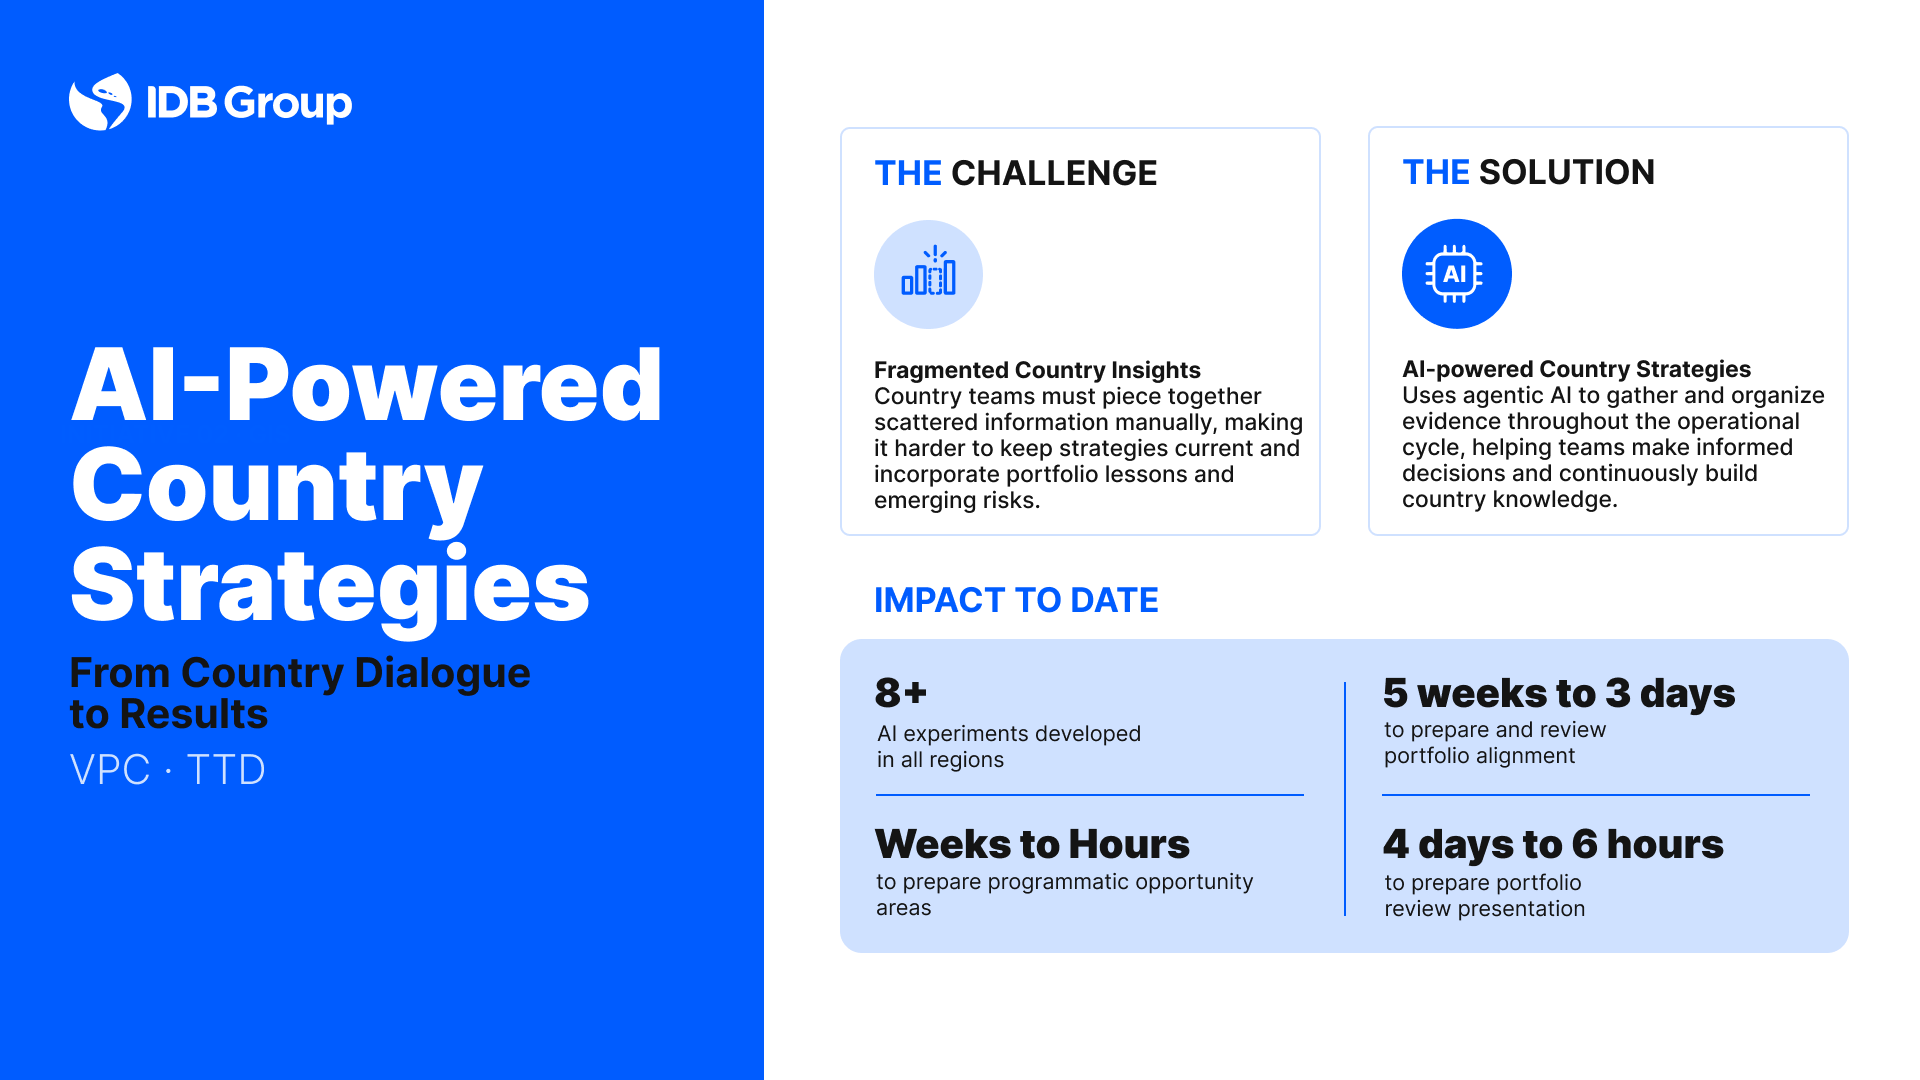 IDB Group
AI-Powered
Country
Strategies
From Country Dialogue
to Results
VPC · TTD
THE CHALLENGE
Fragmented Country Insights
Country teams must piece together
scattered information manually, making
it harder to keep strategies current and
incorporate portfolio lessons and
emerging risks.
THE SOLUTION
AI
AI-powered Country Strategies
Uses agentic AI to gather and organize
evidence throughout the operational
cycle, helping teams make informed
decisions and continuously build
country knowledge.
IMPACT TO DATE
8+
AI experiments developed
in all regions
5 weeks to 3 days
to prepare and review
portfolio alignment
Weeks to Hours
to prepare programmatic opportunity
areas
4 days to 6 hours
to prepare portfolio
review presentation